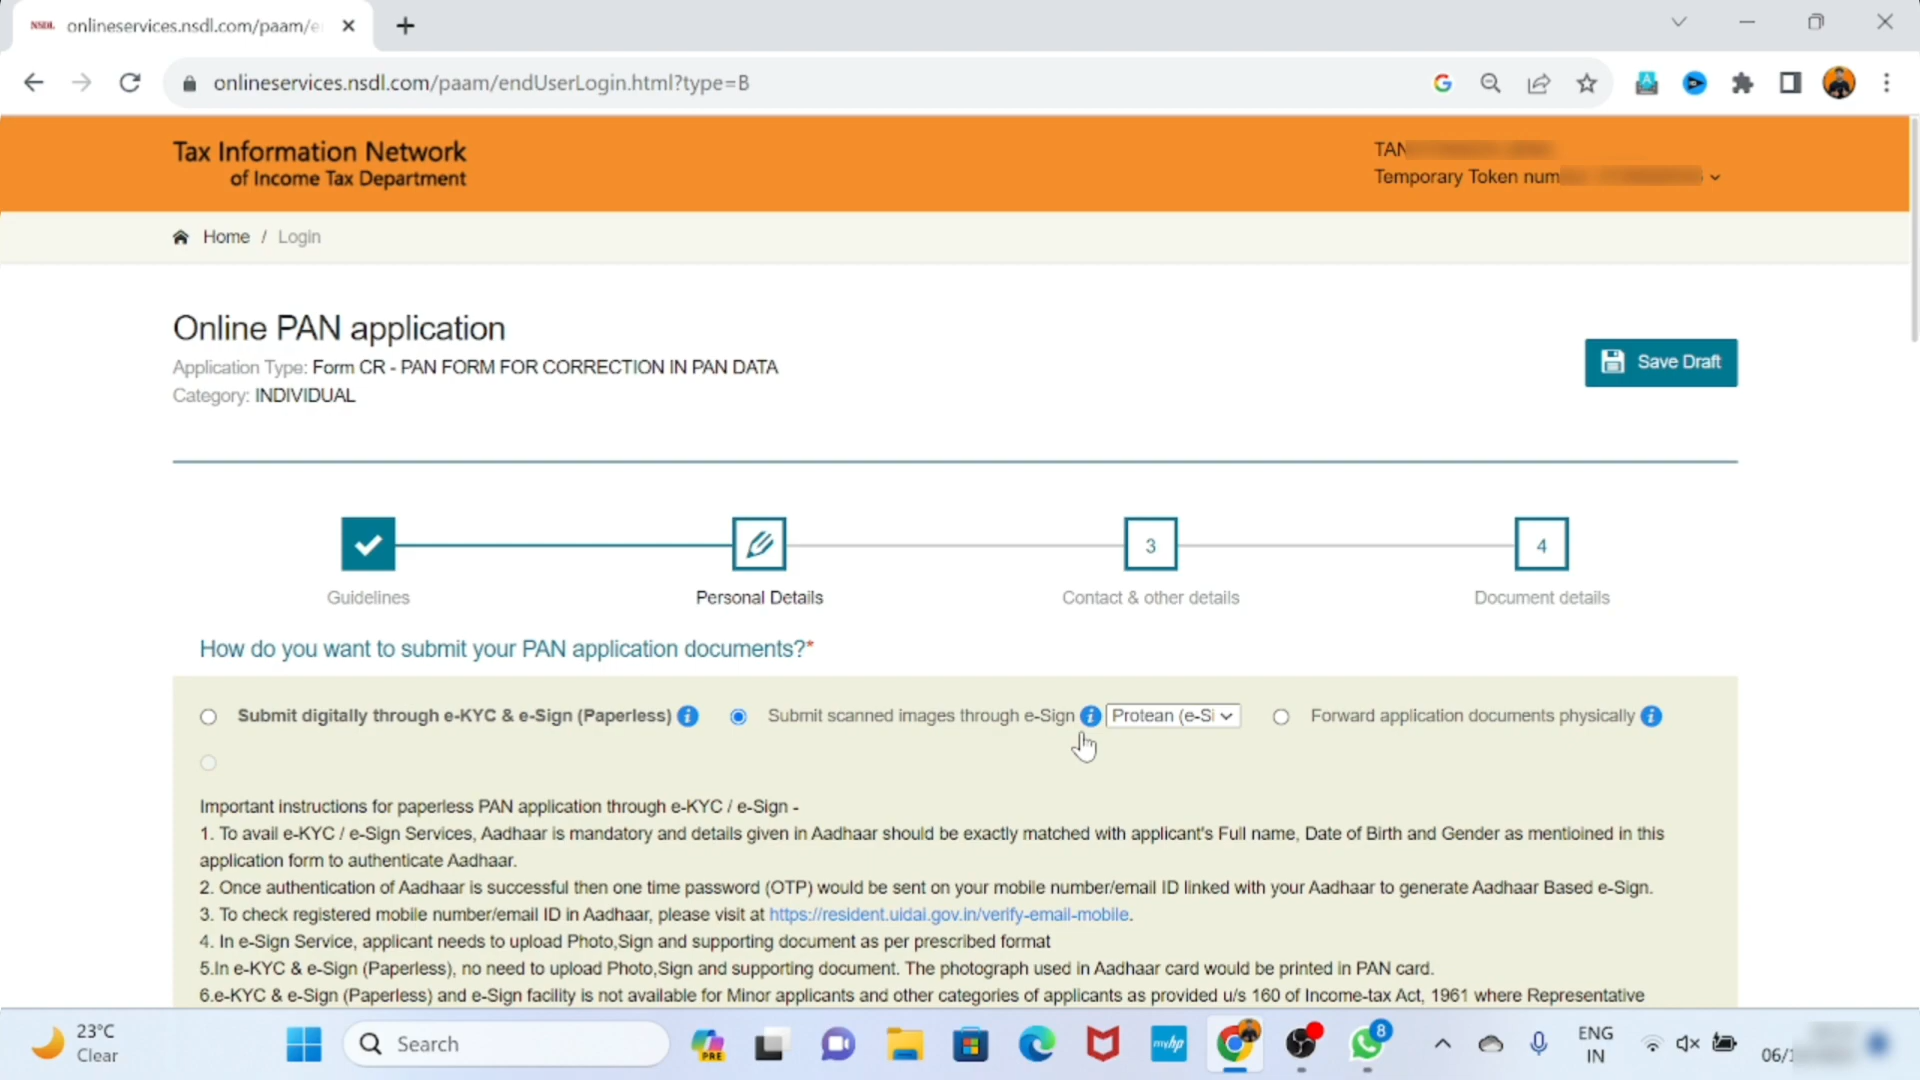 NSDL onlineservices.nsdl.com/paam/e
onlineservices.nsdl.com/paam/endUserLogin.html?type=B
Tax Information Network
of Income Tax Department
TAN
Temporary Token num
Home / Login
Online PAN application
Application Type: Form CR - PAN FORM FOR CORRECTION IN PAN DATA
Category: INDIVIDUAL
Save Draft
3
4
Guidelines
Personal Details
Contact & other details
Document details
How do you want to submit your PAN application documents?*
Submit digitally through e-KYC & e-Sign (Paperless) i
Submit scanned images through e-Sign i
Protean (e-Si
Forward application documents physically i
Important instructions for paperless PAN application through e-KYC / e-Sign -
1. To avail e-KYC / e-Sign Services, Aadhaar is mandatory and details given in Aadhaar should be exactly matched with applicant's Full name, Date of Birth and Gender as mentioined in this
application form to authenticate Aadhaar.
2. Once authentication of Aadhaar is successful then one time password (OTP) would be sent on your mobile number/email ID linked with your Aadhaar to generate Aadhaar Based e-Sign.
3. To check registered mobile number/email ID in Aadhaar, please visit at https://resident.uidai.gov.in/verify-email-mobile.
4. In e-Sign Service, applicant needs to upload Photo,Sign and supporting document as per prescribed format
5.In e-KYC & e-Sign (Paperless), no need to upload Photo,Sign and supporting document. The photograph used in Aadhaar card would be printed in PAN card.
6.e-KYC & e-Sign (Paperless) and e-Sign facility is not available for Minor applicants and other categories of applicants as provided u/s 160 of Income-tax Act, 1961 where Representative
23°C
Clear
Search
PRE
myhp
8
ENG
IN
06/1